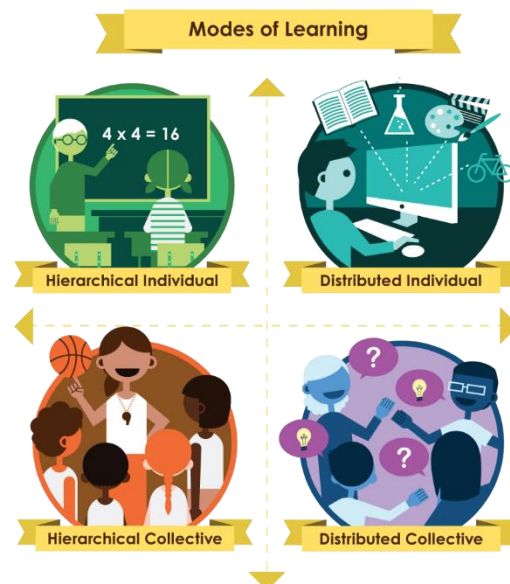 Modes of Learning
4 x 4 = 16
Hierarchical Individual
Distributed Individual
?
?
Hierarchical Collective
Distributed Collective